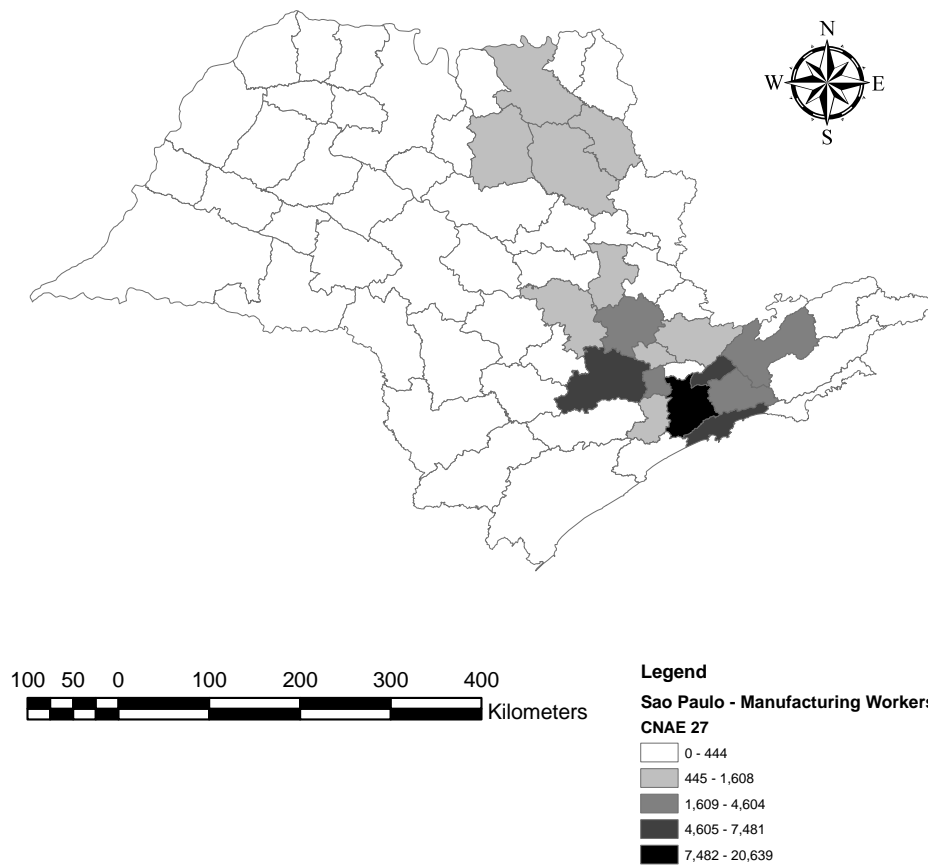 N
W E
S
100 50 0 100 200 300 400
Kilometers
Legend
Sao Paulo - Manufacturing Workers
CNAE 27
0 - 444
445 - 1,608
1,609 - 4,604
4,605 - 7,481
7,482 - 20,639